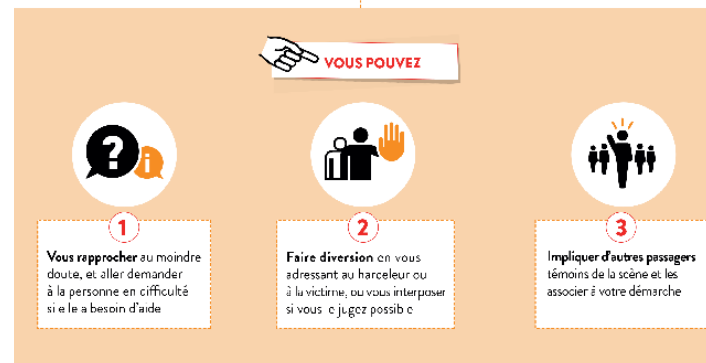 VOUS POUVEZ
?
i
1
Vous rapprocher au moindre
doute, et aller demander
à la personne en difficulté
si elle a besoin d'aide
2
Faire diversion en vous
adressant au harceleur ou
à la victime, ou vous interposer
si vous le jugez possible
3
Impliquer d'autres passagers
témoins de la scène et les
associer à votre démarche